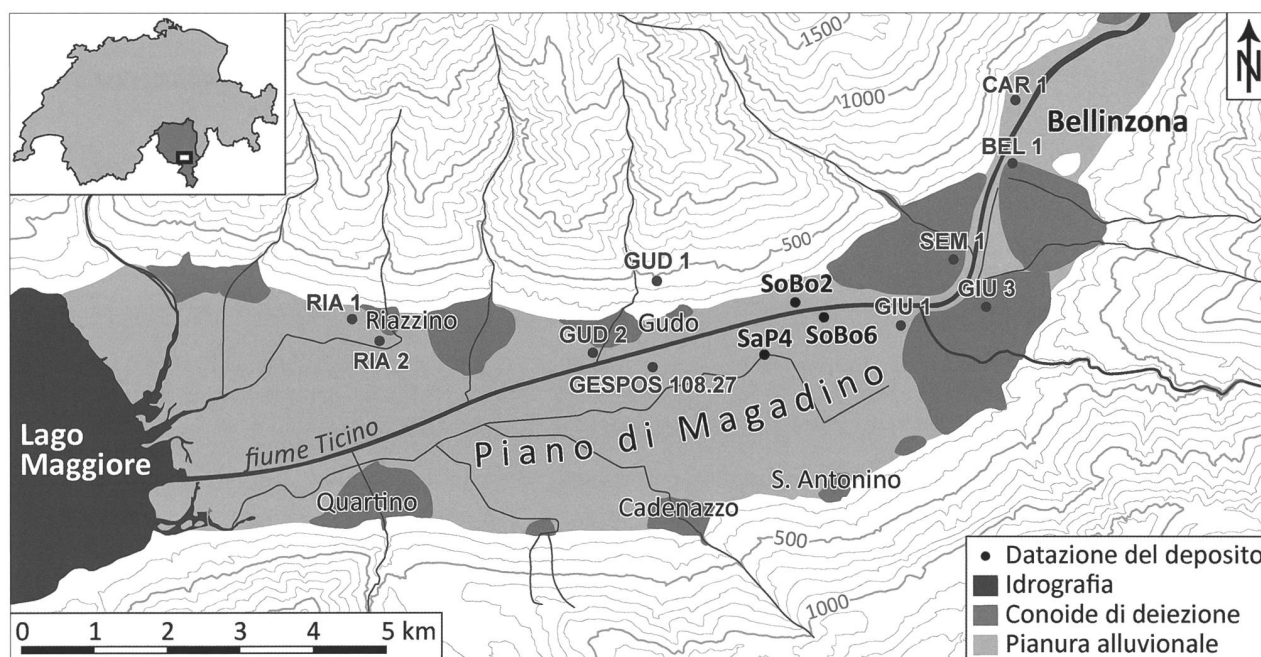 1500
1000
CAR 1
Bellinzona
BEL 1
N
500
SEM 1
GUD 1
SoBo2
GIU 3
GIU 1
RIA 1
Riazzino
GUD 2
Gudo
SoBo6
RIA 2
SaP4
GESPOS 108.27
Lago
Maggiore
fiume Ticino
Piano di Magadino
S. Antonino
Quartino
Cadenazzo
500
1000
0 1 2 3 4 5 km
Datazione del deposito
Idrografia
Conoide di deiezione
Pianura alluvionale